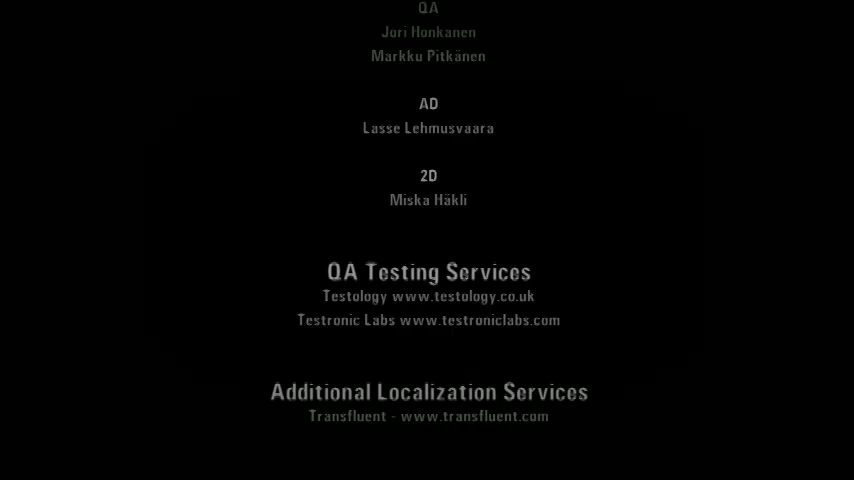 QA
Jori Honkanen
Markku Pitkänen
AD
Lasse Lehmusvaara
2D
Miska Häkli
QA Testing Services
Testology www.testology.co.uk
Testronic Labs www.testroniclabs.com
Additional Localization Services
Transfluent - www.transfluent.com